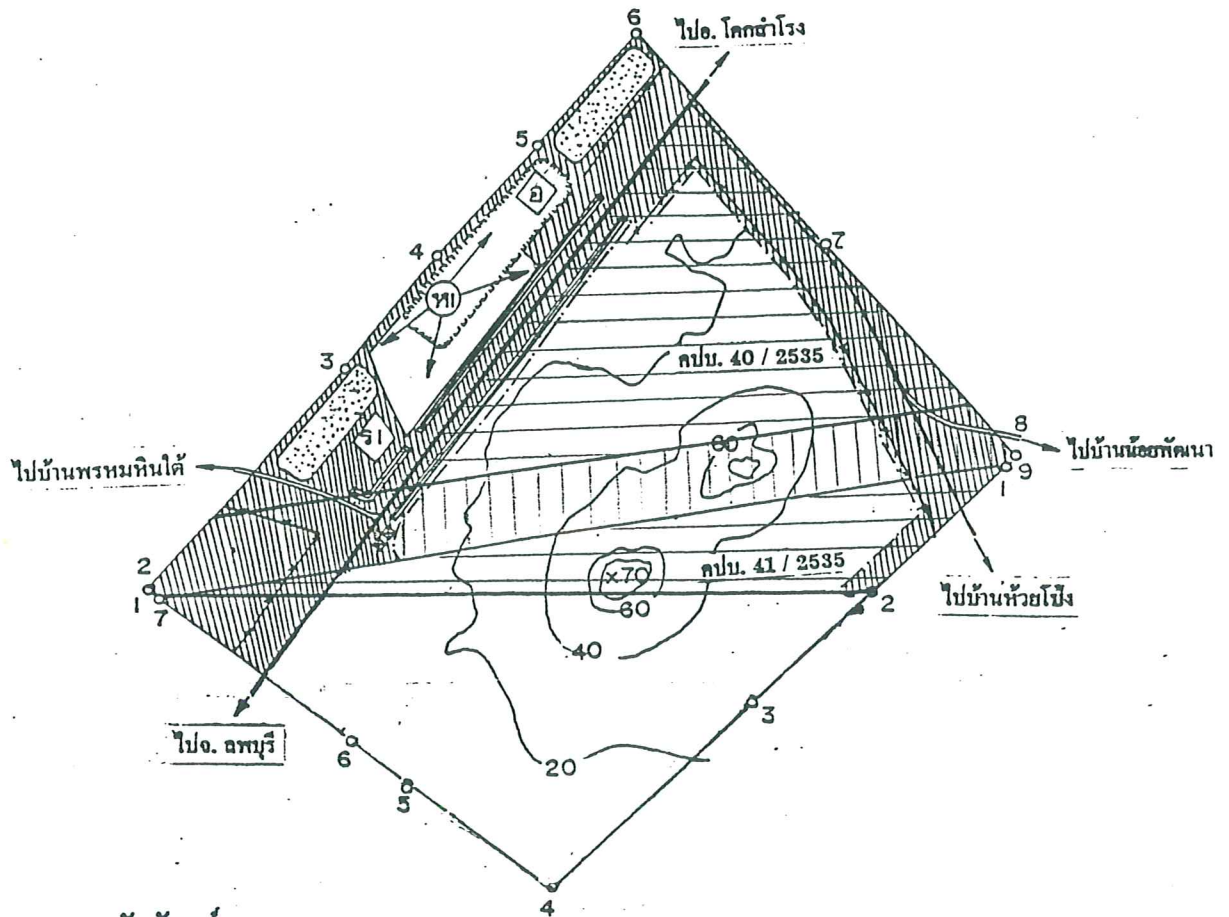 6
ไปอ. โคกสำโรง
5
อ
4
7
หแ
3
คปบ. 40 / 2535
รแ
60
8
ไปบ้านพรหมหินใต้
ไปบ้านน้อยพัฒนา
9
1
คปบ. 41 / 2535
×70
2
2
1
7
60
ไปบ้านห้วยโป่ง
40
3
ไปจ. ลพบุรี
6
20
5
4